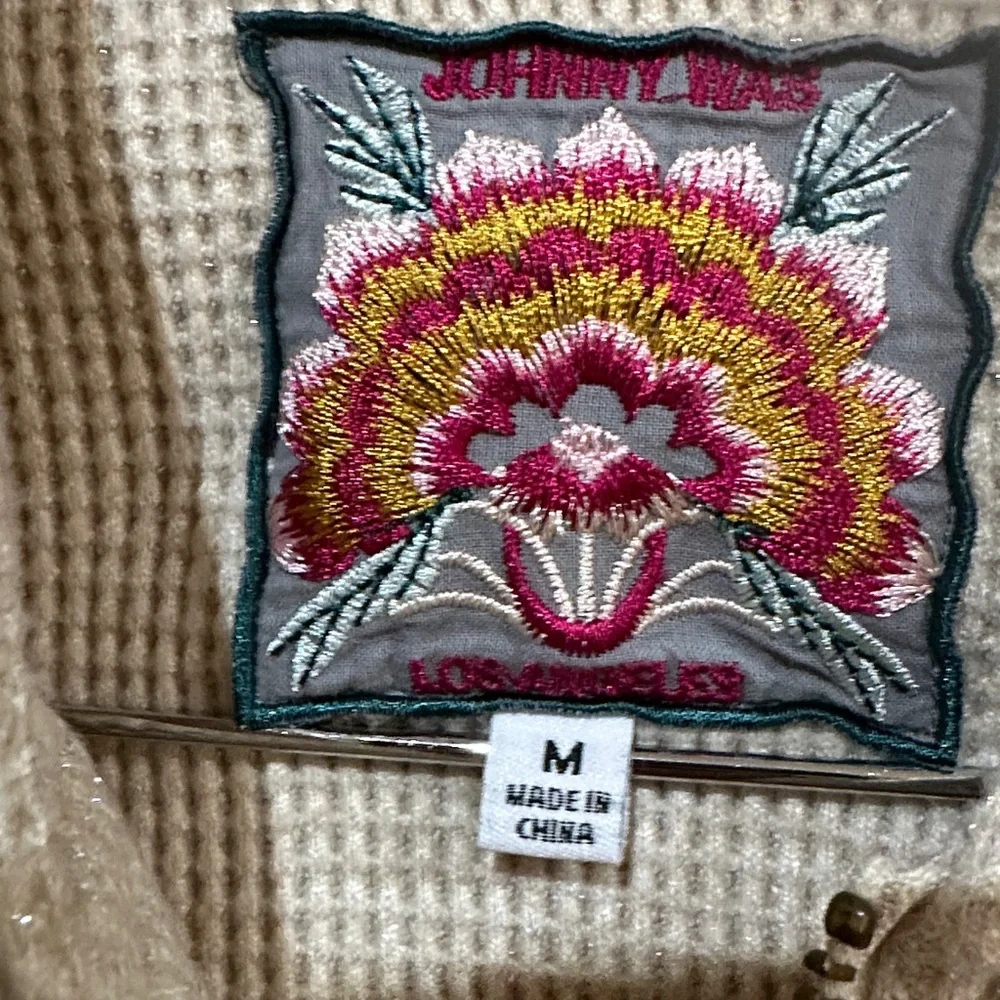 JOHNNY WAS
LOS ANGELES
M
MADE IN
CHINA